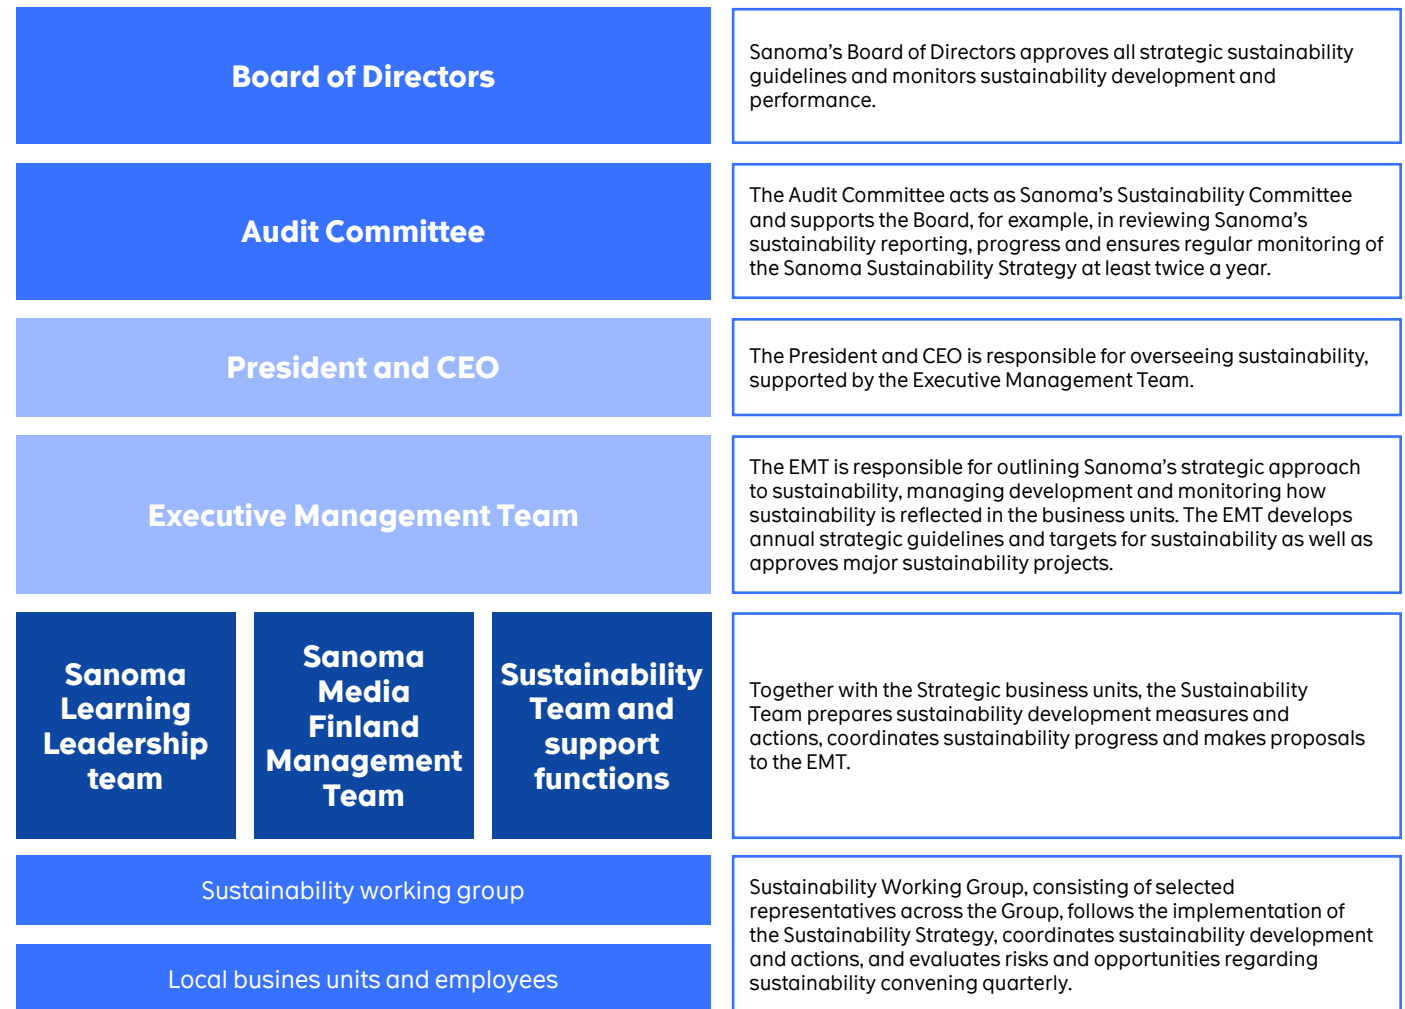 Board of Directors
Sanoma's Board of Directors approves all strategic sustainability
guidelines and monitors sustainability development and
performance.
Audit Committee
The Audit Committee acts as Sanoma's Sustainability Committee
and supports the Board, for example, in reviewing Sanoma's
sustainability reporting, progress and ensures regular monitoring of
the Sanoma Sustainability Strategy at least twice a year.
President and CEO
The President and CEO is responsible for overseeing sustainability,
supported by the Executive Management Team.
Executive Management Team
The EMT is responsible for outlining Sanoma's strategic approach
to sustainability, managing development and monitoring how
sustainability is reflected in the business units. The EMT develops
annual strategic guidelines and targets for sustainability as well as
approves major sustainability projects.
Sanoma
Learning
Leadership
team
Sanoma
Media
Finland
Management
Team
Sustainability
Team and
support
functions
Together with the Strategic business units, the Sustainability
Team prepares sustainability development measures and
actions, coordinates sustainability progress and makes proposals
to the EMT.
Sustainability working group
Local busines units and employees
Sustainability Working Group, consisting of selected
representatives across the Group, follows the implementation of
the Sustainability Strategy, coordinates sustainability development
and actions, and evaluates risks and opportunities regarding
sustainability convening quarterly.